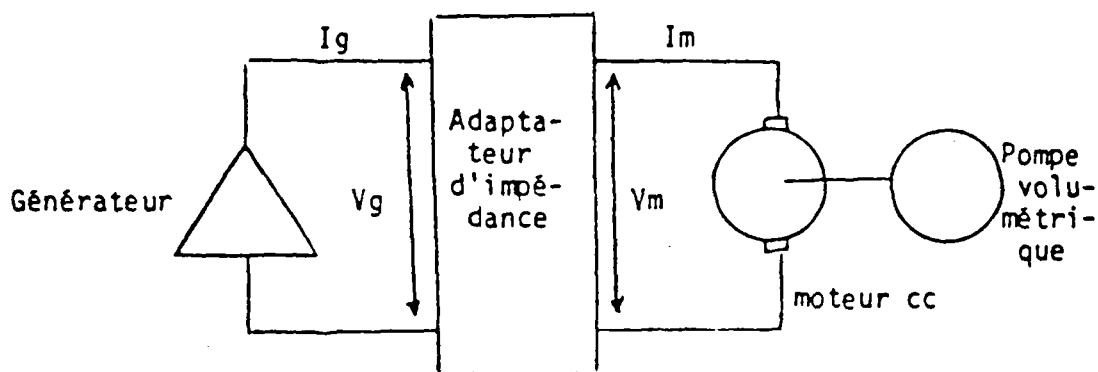 Ig
Im
Générateur
Vg
Adapta-
teur
d'impé-
dance
Vm
Pompe
volu-
métri-
que
moteur cc